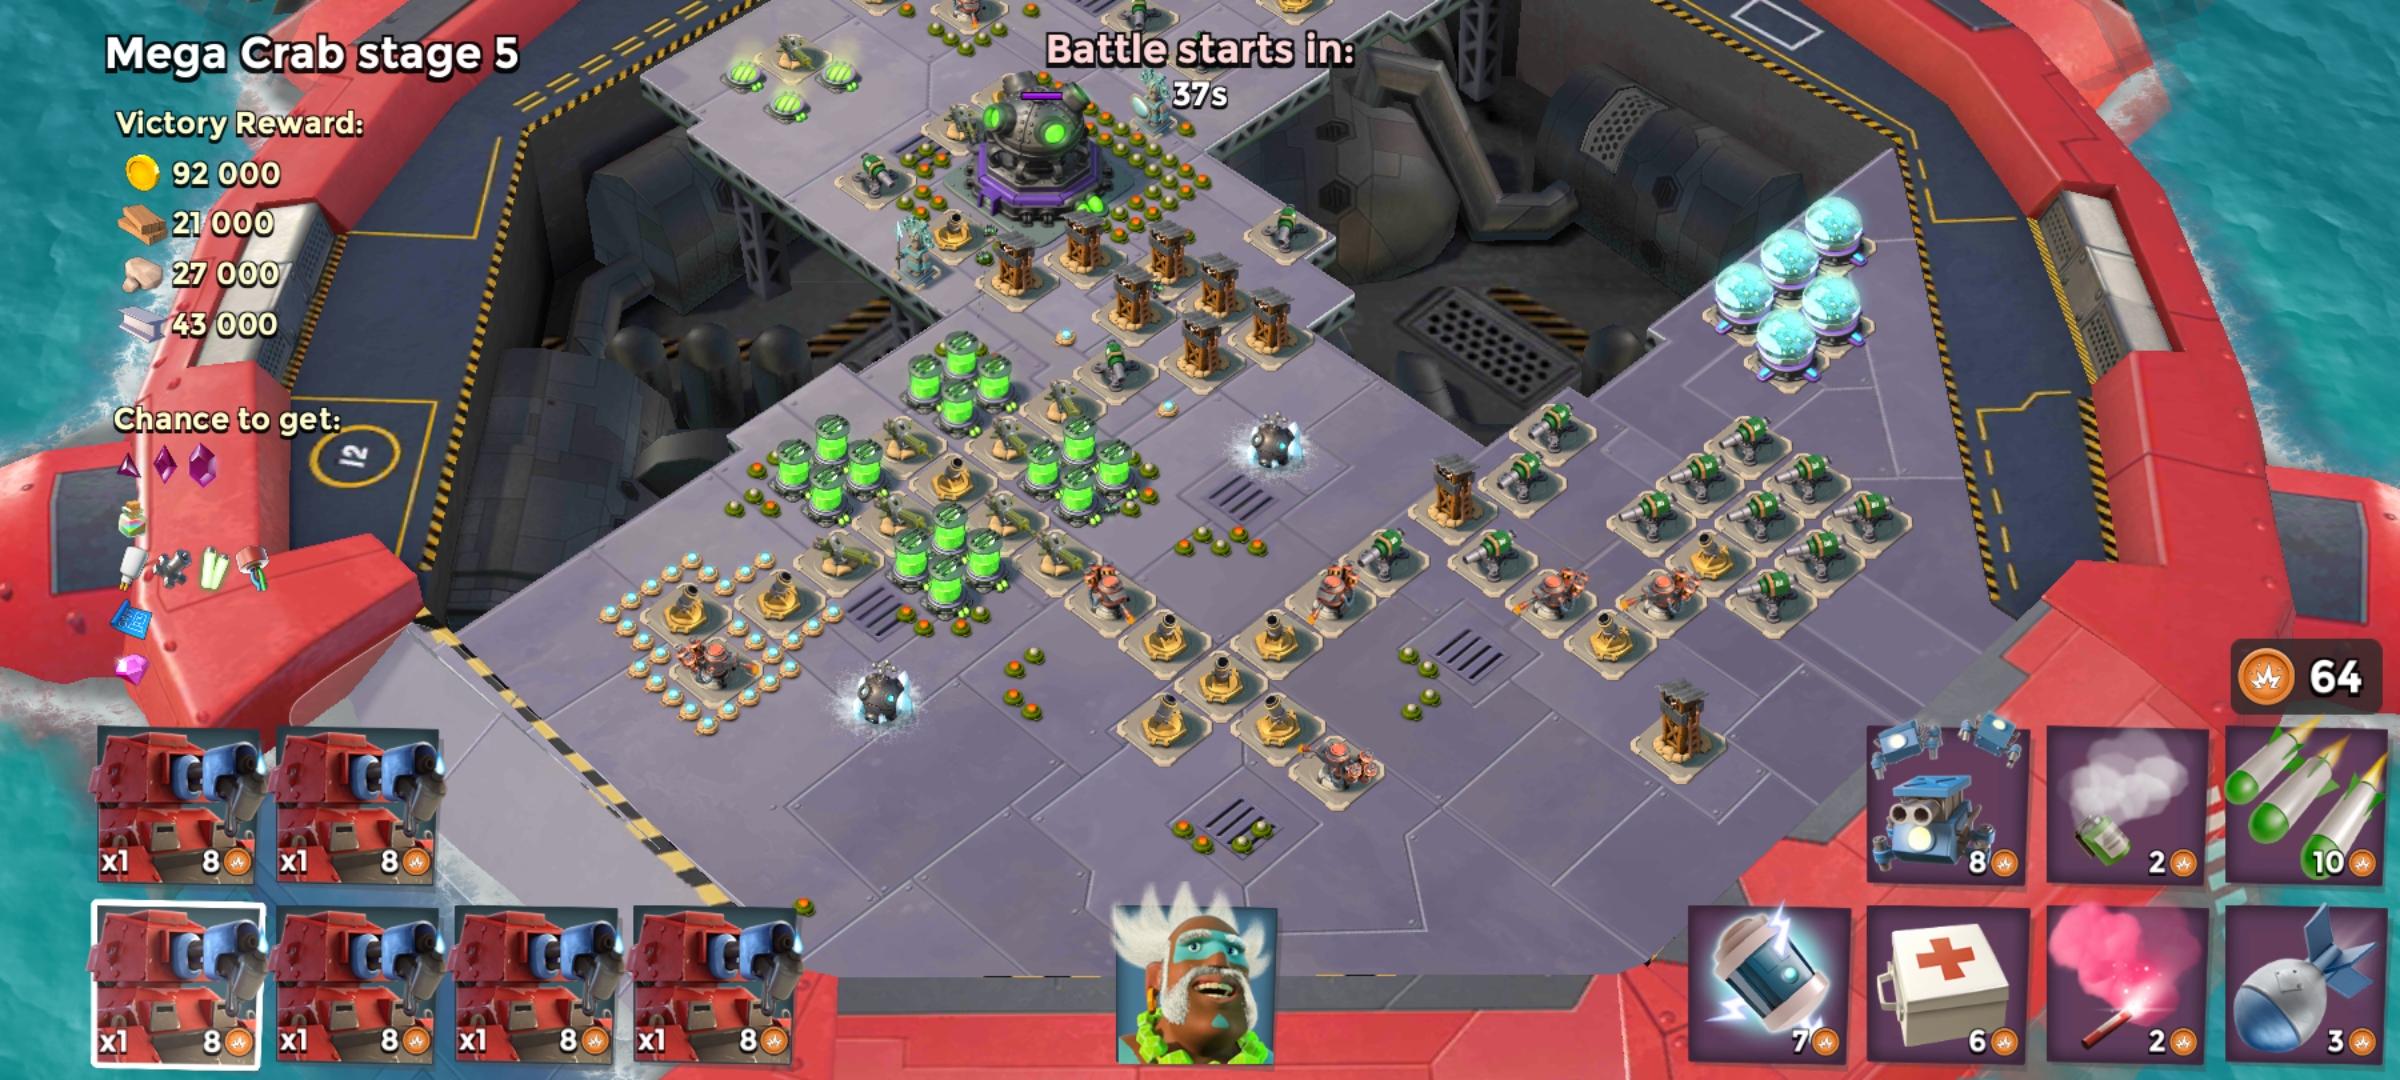 Mega Crab stage 5
Battle starts in:
37s
Victory Reward:
92 000
21 000
27 000
43 000
Chance to get:
12
64
x1 8
x1 8
8
2
10
x1 8
x1 8
x1 8
x1 8
7
6
2
3